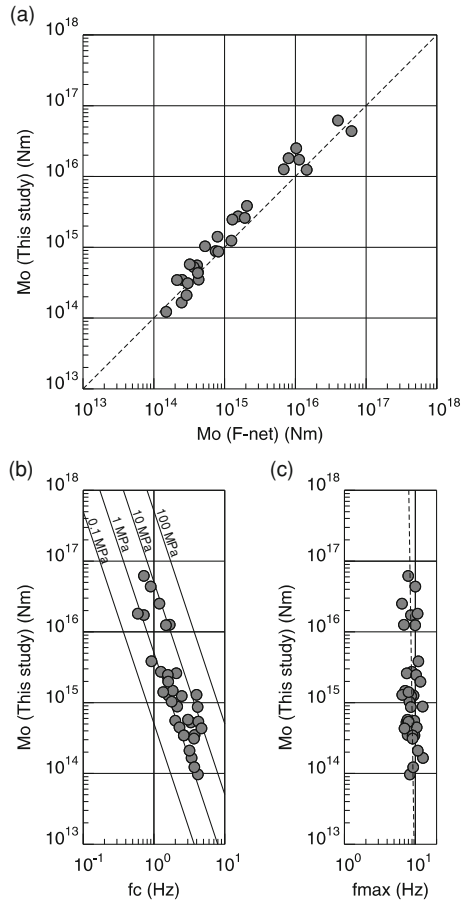 (a)
10^18
10^17
10^16
10^15
10^14
10^13
Mo (This study) (Nm)
10^13 10^14 10^15 10^16 10^17 10^18
Mo (F-net) (Nm)
(b)
10^18
10^17
10^16
10^15
10^14
10^13
Mo (This study) (Nm)
0.1 MPa
1 MPa
10 MPa
100 MPa
10^-1 10^0 10^1
fc (Hz)
(c)
10^18
10^17
10^16
10^15
10^14
10^13
Mo (This study) (Nm)
10^0 10^1
fmax (Hz)